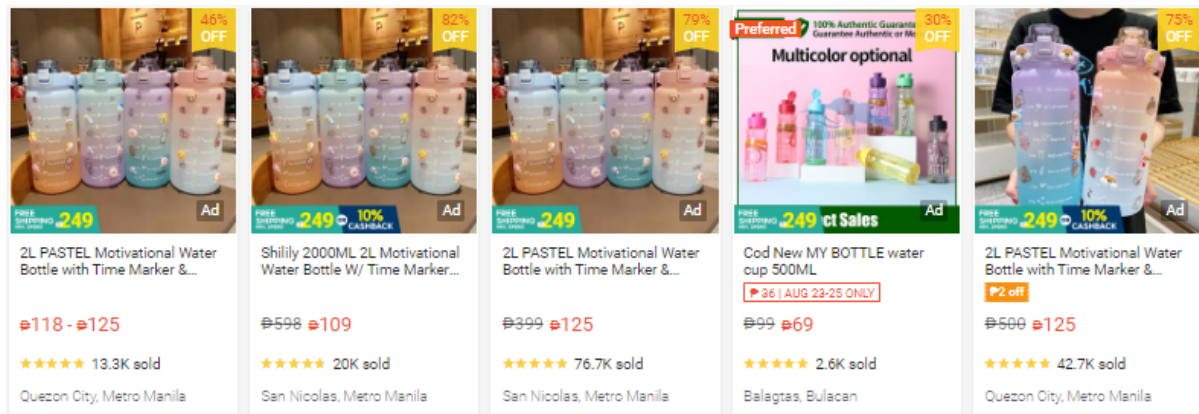 46%
OFF
Ad
FREE
SHIPPING
249
2L PASTEL Motivational Water
Bottle with Time Marker &...
₱118 - ₱125
13.3K sold
Quezon City, Metro Manila
82%
OFF
Ad
FREE
SHIPPING
249
OR
10%
CASHBACK
Shilily 2000ML 2L Motivational
Water Bottle W/ Time Marker...
₱598 ₱109
20K sold
San Nicolas, Metro Manila
79%
OFF
Ad
FREE
SHIPPING
249
2L PASTEL Motivational Water
Bottle with Time Marker &...
₱399 ₱125
76.7K sold
San Nicolas, Metro Manila
Preferred
100% Authentic Guarante
Guarantee Authentic or Mo
30%
OFF
Multicolor optional
Ad
FREE
SHIPPING
249
ct Sales
Cod New MY BOTTLE water
cup 500ML
₱36 | AUG 23-25 ONLY
₱99 ₱69
2.6K sold
Balagtas, Bulacan
75%
OFF
Ad
FREE
SHIPPING
249
OR
10%
CASHBACK
2L PASTEL Motivational Water
Bottle with Time Marker &...
₱2 off
₱500 ₱125
42.7K sold
Quezon City, Metro Manila